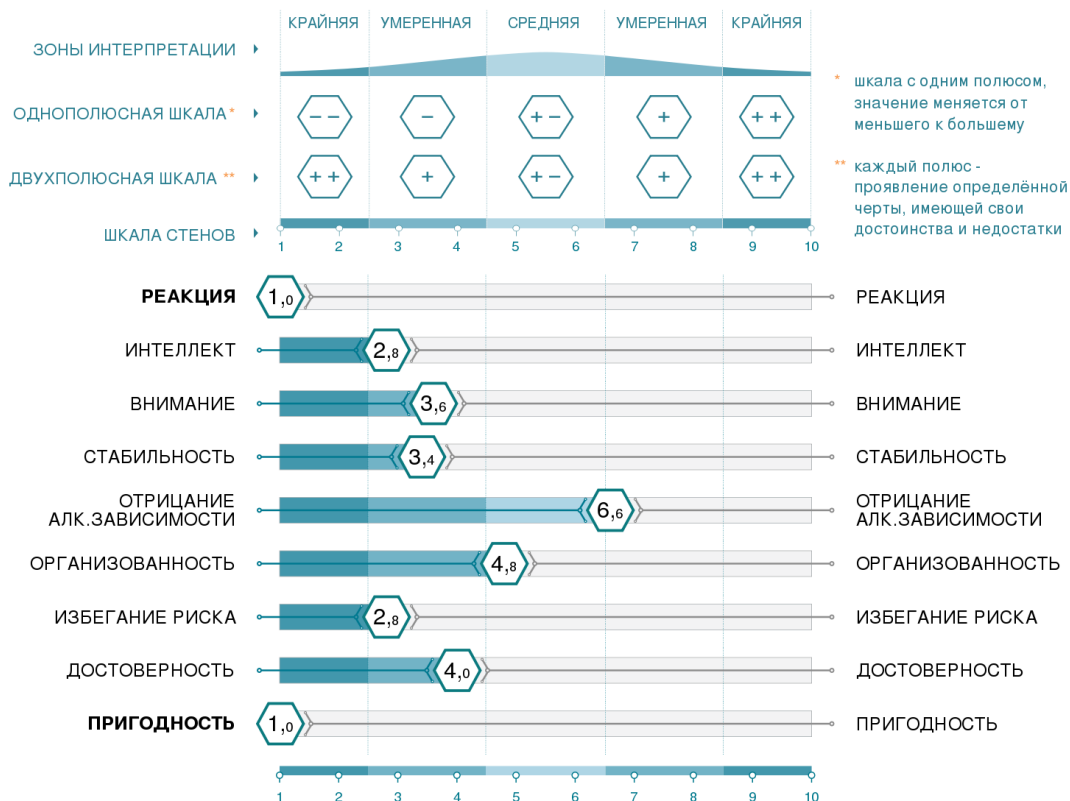 КРАЙНЯЯ УМЕРЕННАЯ СРЕДНЯЯ УМЕРЕННАЯ КРАЙНЯЯ
ЗОНЫ ИНТЕРПРЕТАЦИИ
ОДНОПОЛЮСНАЯ ШКАЛА * − − − + − + + +
ДВУХПОЛЮСНАЯ ШКАЛА ** + + + + − + + +
ШКАЛА СТЕНОВ
1 2 3 4 5 6 7 8 9 10
* шкала с одним полюсом,
значение меняется от
меньшего к большему
** каждый полюс -
проявление определённой
черты, имеющей свои
достоинства и недостатки
РЕАКЦИЯ 1,0 РЕАКЦИЯ
ИНТЕЛЛЕКТ 2,8 ИНТЕЛЛЕКТ
ВНИМАНИЕ 3,6 ВНИМАНИЕ
СТАБИЛЬНОСТЬ 3,4 СТАБИЛЬНОСТЬ
ОТРИЦАНИЕ
АЛК.ЗАВИСИМОСТИ
6,6
ОТРИЦАНИЕ
АЛК.ЗАВИСИМОСТИ
ОРГАНИЗОВАННОСТЬ 4,8 ОРГАНИЗОВАННОСТЬ
ИЗБЕГАНИЕ РИСКА 2,8 ИЗБЕГАНИЕ РИСКА
ДОСТОВЕРНОСТЬ 4,0 ДОСТОВЕРНОСТЬ
ПРИГОДНОСТЬ 1,0 ПРИГОДНОСТЬ
1 2 3 4 5 6 7 8 9 10